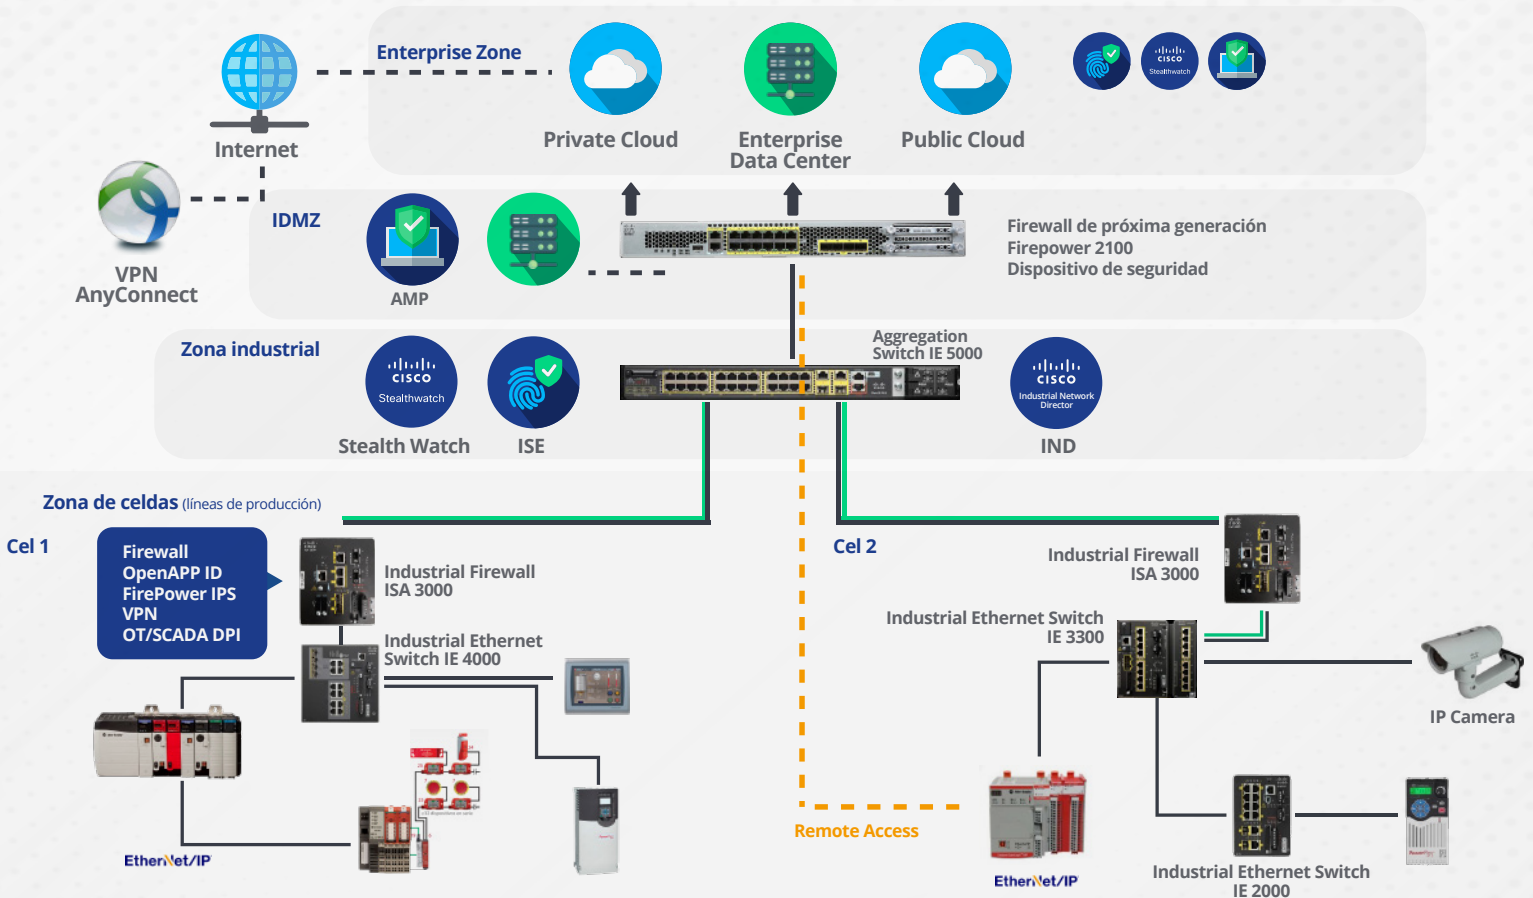 Enterprise Zone
Internet
Private Cloud
Enterprise
Data Center
Public Cloud
CISCO
Stealthwatch
VPN
AnyConnect
IDMZ
AMP
Firewall de próxima generación
Firepower 2100
Dispositivo de seguridad
Zona industrial
CISCO
Stealthwatch
Stealth Watch
ISE
Aggregation
Switch IE 5000
CISCO
Industrial Network
Director
IND
Zona de celdas (líneas de producción)
Cel 1
Firewall
OpenAPP ID
FirePower IPS
VPN
OT/SCADA DPI
Industrial Firewall
ISA 3000
Industrial Ethernet
Switch IE 4000
EtherNet/IP
Cel 2
Industrial Firewall
ISA 3000
Industrial Ethernet Switch
IE 3300
IP Camera
Remote Access
EtherNet/IP
Industrial Ethernet Switch
IE 2000